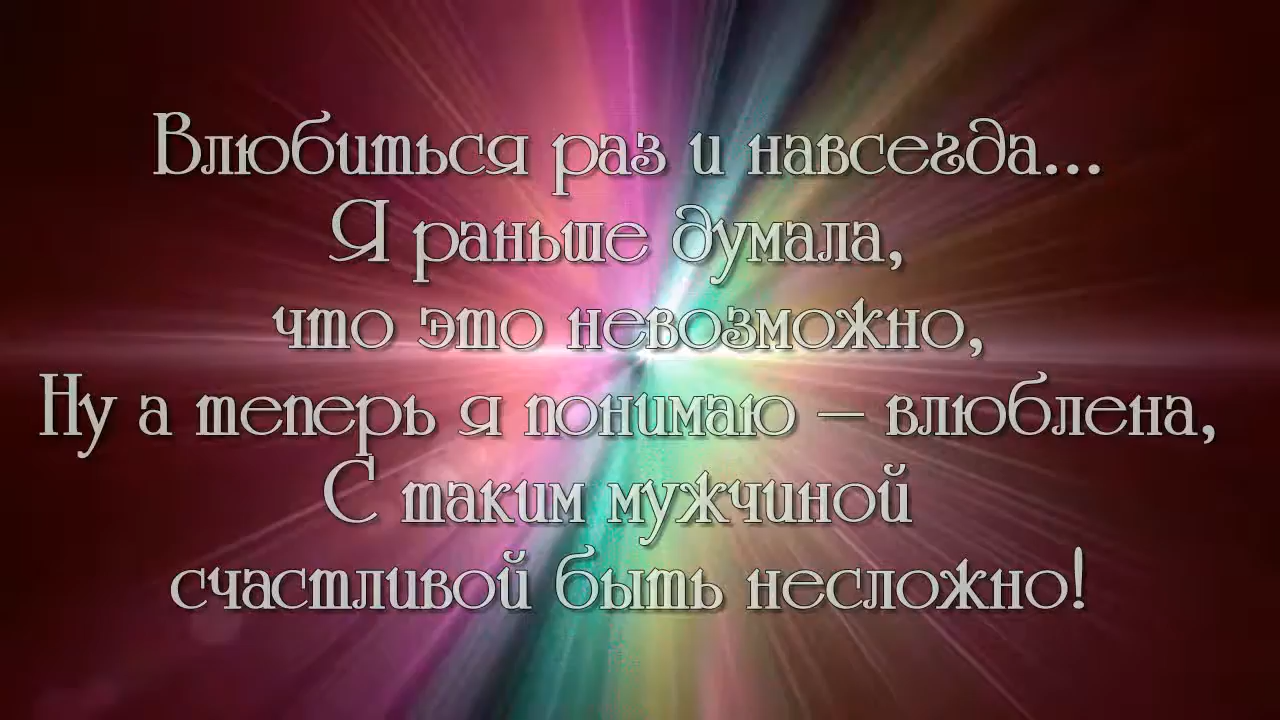 Влюбиться раз и навсегда...
Я раньше думала,
что это невозможно,
Ну а теперь я понимаю – влюблена,
С таким мужчиной
счастливой быть несложно!